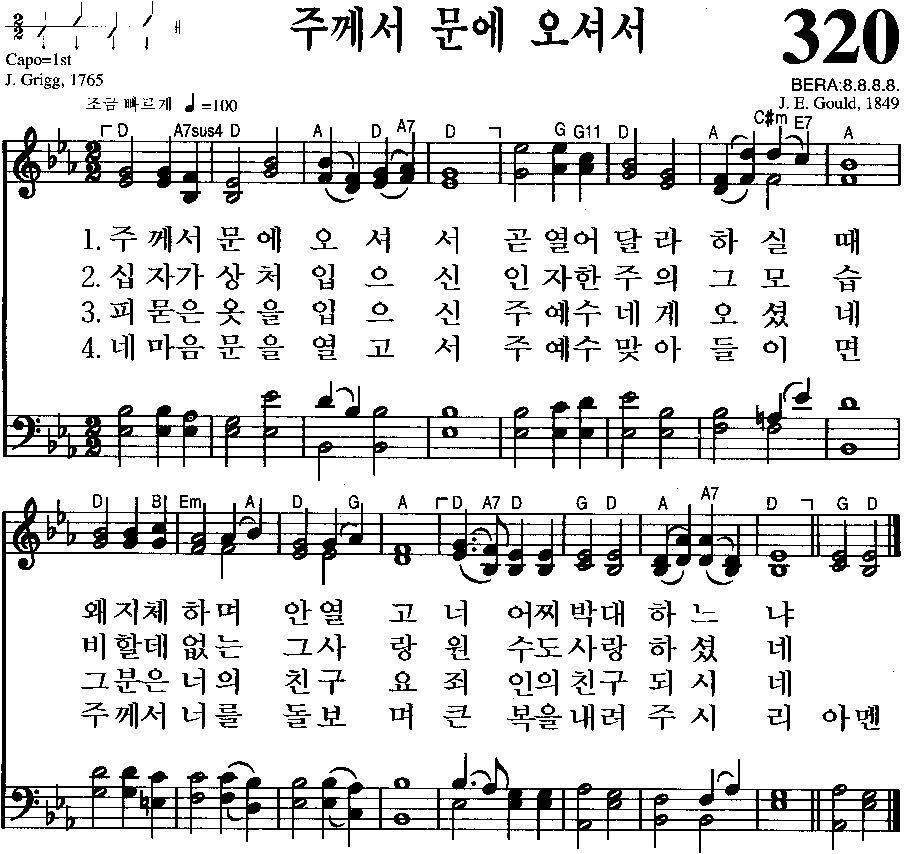 주께서 문에 오셔서
320
Capo=1st
J. Grigg, 1765
BERA:8.8.8.8.
J. E. Gould, 1849
조금 빠르게 ♩=100
D A7sus4 D A D A7 D G G11 D A C#m E7 A
2 2
1. 주께서 문에 오셔서 곧 열어 달라 하실 때
2. 십자가 상처 입으신 인자한 주의 그 모습
3. 피 묻은 옷을 입으신 주 예수 네게 오셨네
4. 네 마음 문을 열고서 주 예수 맞아 들이면
2 2
D B Em A D G A D A7 D G D A A7 D G D
왜 지체하며 안 열고 너 어찌 박대 하느냐
비할데 없는 그 사랑 원수도 사랑 하셨네
그분은 너의 친구요 죄인의 친구 되시네
주께서 너를 돌보며 큰 복을 내려 주시리 아멘